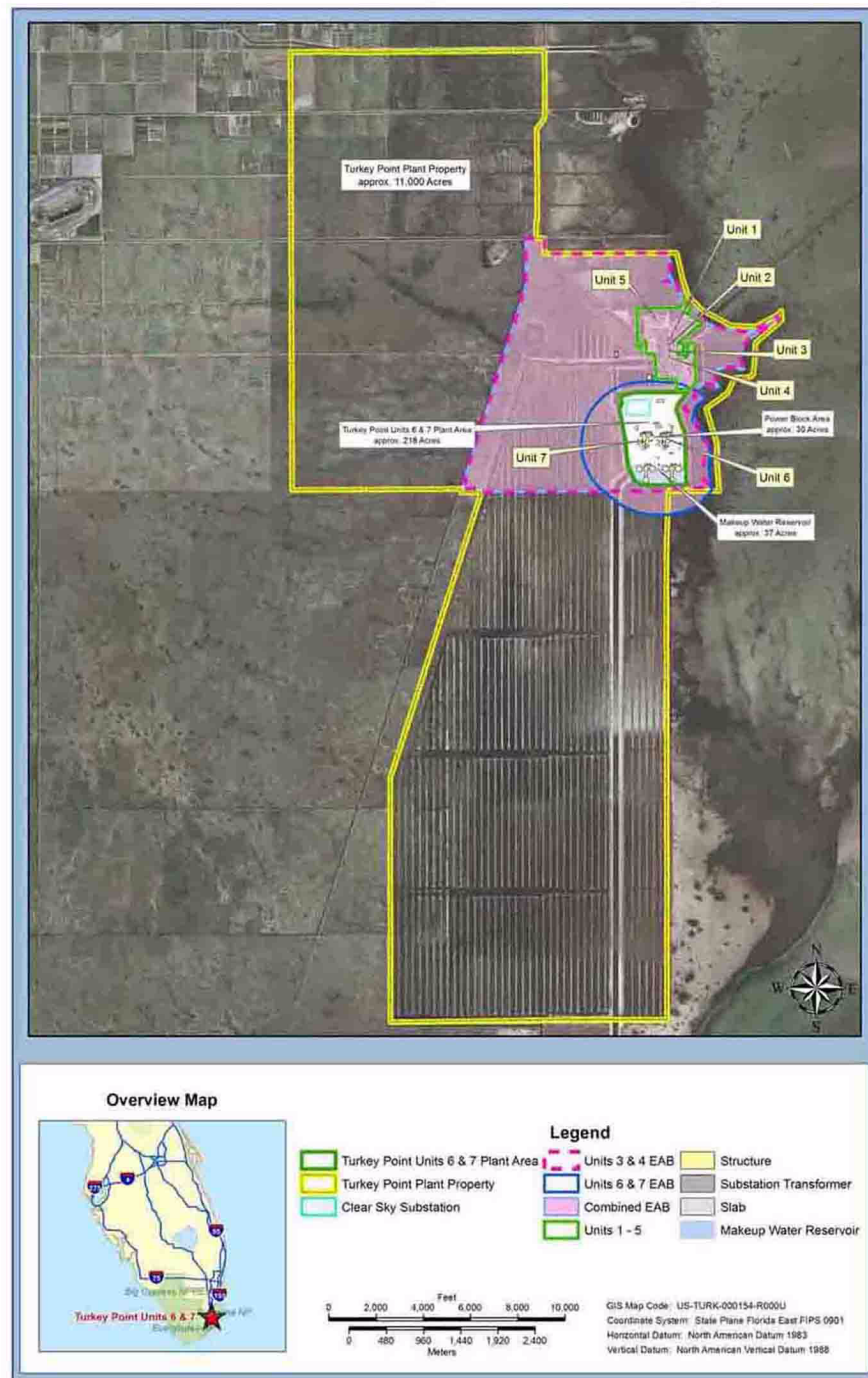 Turkey Point Plant Property
approx. 11,000 Acres
Unit 1
Unit 2
Unit 5
Unit 3
Unit 4
Turkey Point Units 6 & 7 Plant Area
approx. 218 Acres
Power Block Area
approx. 30 Acres
Unit 7
Unit 6
Makeup Water Reservoir
approx. 37 Acres
N
W E
S
Overview Map
Big Cypress
Turkey Point Units 6 & 7
Everglades
75
95
Legend
Turkey Point Units 6 & 7 Plant Area
Turkey Point Plant Property
Clear Sky Substation
Units 3 & 4 EAB
Units 6 & 7 EAB
Combined EAB
Units 1 - 5
Structure
Substation Transformer
Slab
Makeup Water Reservoir
Feet
0 2,000 4,000 6,000 8,000 10,000
0 480 960 1,440 1,920 2,400
Meters
GIS Map Code: US-TURK-000154-R000U
Coordinate System: State Plane Florida East FIPS 0901
Horizontal Datum: North American Datum 1983
Vertical Datum: North American Vertical Datum 1988